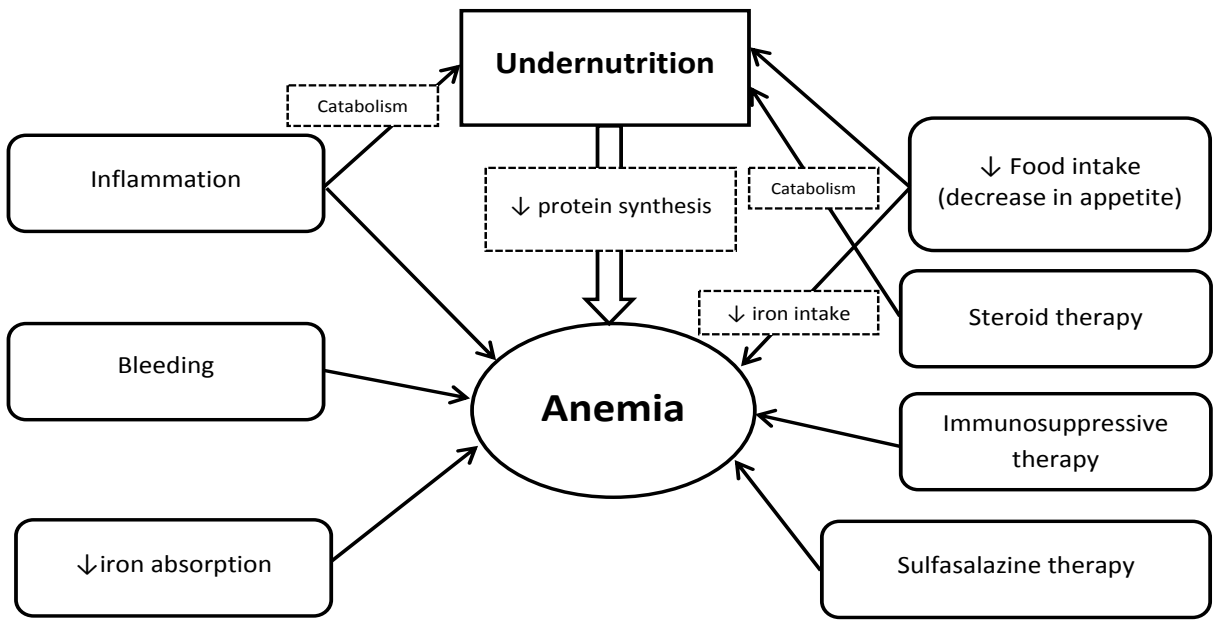 Undernutrition
Catabolism
Inflammation
↓ Food intake
(decrease in appetite)
↓ protein synthesis
Catabolism
↓ iron intake
Steroid therapy
Bleeding
Anemia
Immunosuppressive
therapy
↓iron absorption
Sulfasalazine therapy